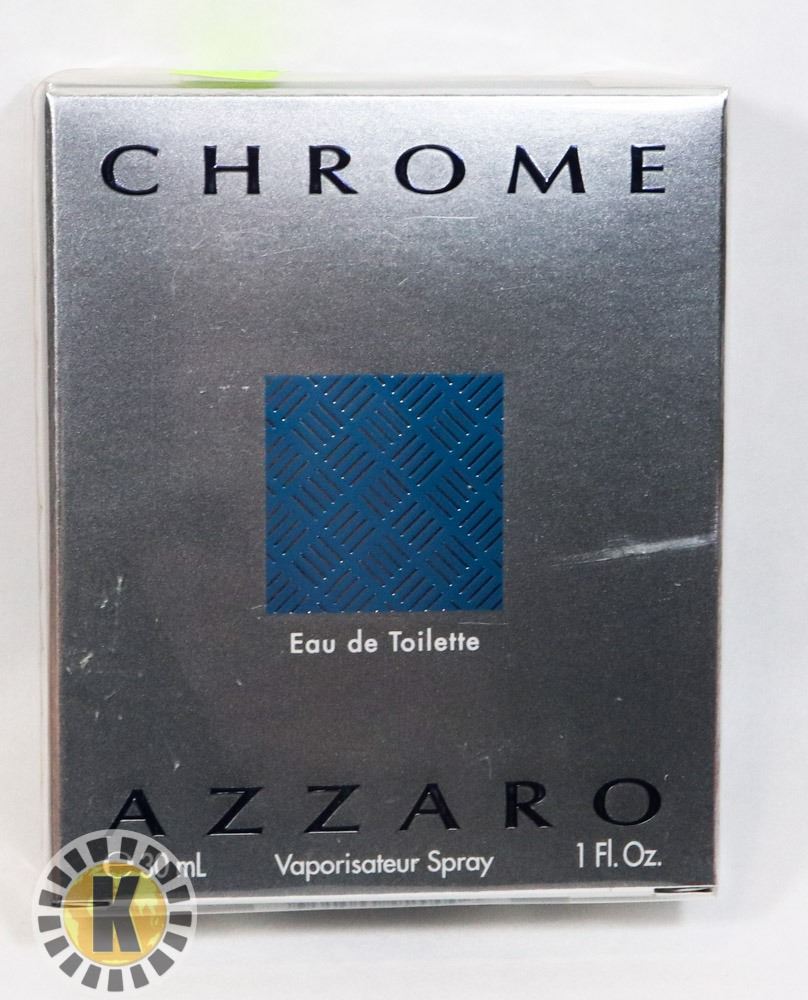 CHROME
Eau de Toilette
AZZARO
℮ 30 mL Vaporisateur Spray 1 Fl. Oz.
K